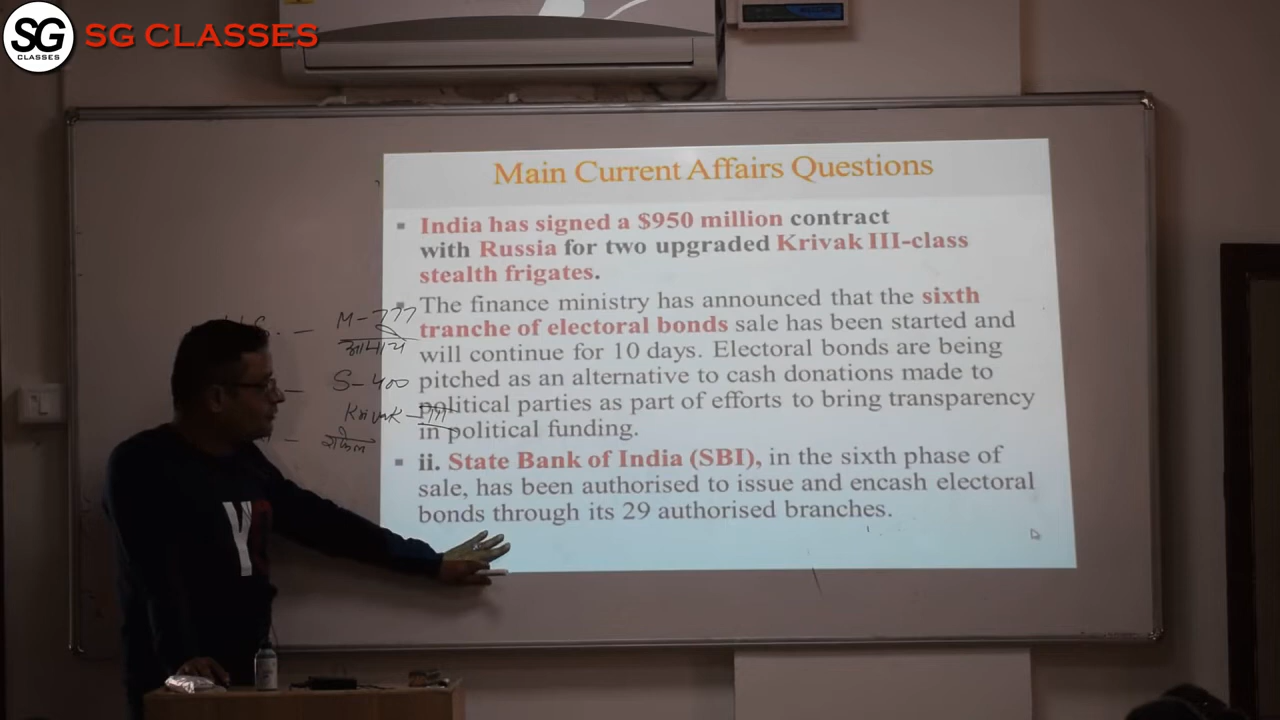 SG
CLASSES
SG CLASSES
Main Current Affairs Questions
India has signed a $950 million contract
with Russia for two upgraded Krivak III-class
stealth frigates.
The finance ministry has announced that the sixth
tranche of electoral bonds sale has been started and
will continue for 10 days. Electoral bonds are being
pitched as an alternative to cash donations made to
political parties as part of efforts to bring transparency
in political funding.
ii. State Bank of India (SBI), in the sixth phase of
sale, has been authorised to issue and encash electoral
bonds through its 29 authorised branches.
– M-777
– S-400
Krivak - III
–